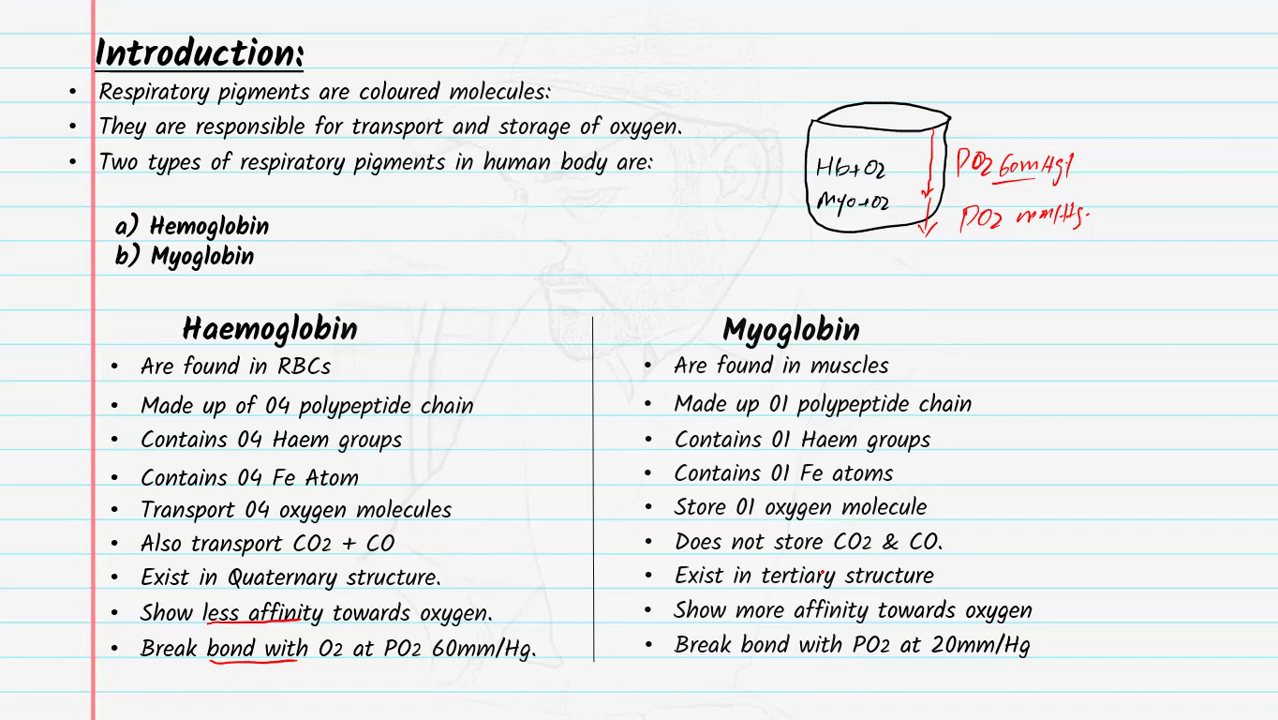 Introduction:
• Respiratory pigments are coloured molecules:
• They are responsible for transport and storage of oxygen.
• Two types of respiratory pigments in human body are:
a) Hemoglobin
b) Myoglobin
Hb+O2
Myo+O2
PO2 60mmHg↓
PO2 mm/Hg.
Haemoglobin
• Are found in RBCs
• Made up of 04 polypeptide chain
• Contains 04 Haem groups
• Contains 04 Fe Atom
• Transport 04 oxygen molecules
• Also transport CO2 + CO
• Exist in Quaternary structure.
• Show less affinity towards oxygen.
• Break bond with O2 at PO2 60mm/Hg.
Myoglobin
• Are found in muscles
• Made up 01 polypeptide chain
• Contains 01 Haem groups
• Contains 01 Fe atoms
• Store 01 oxygen molecule
• Does not store CO2 & CO.
• Exist in tertiary structure
• Show more affinity towards oxygen
• Break bond with PO2 at 20mm/Hg